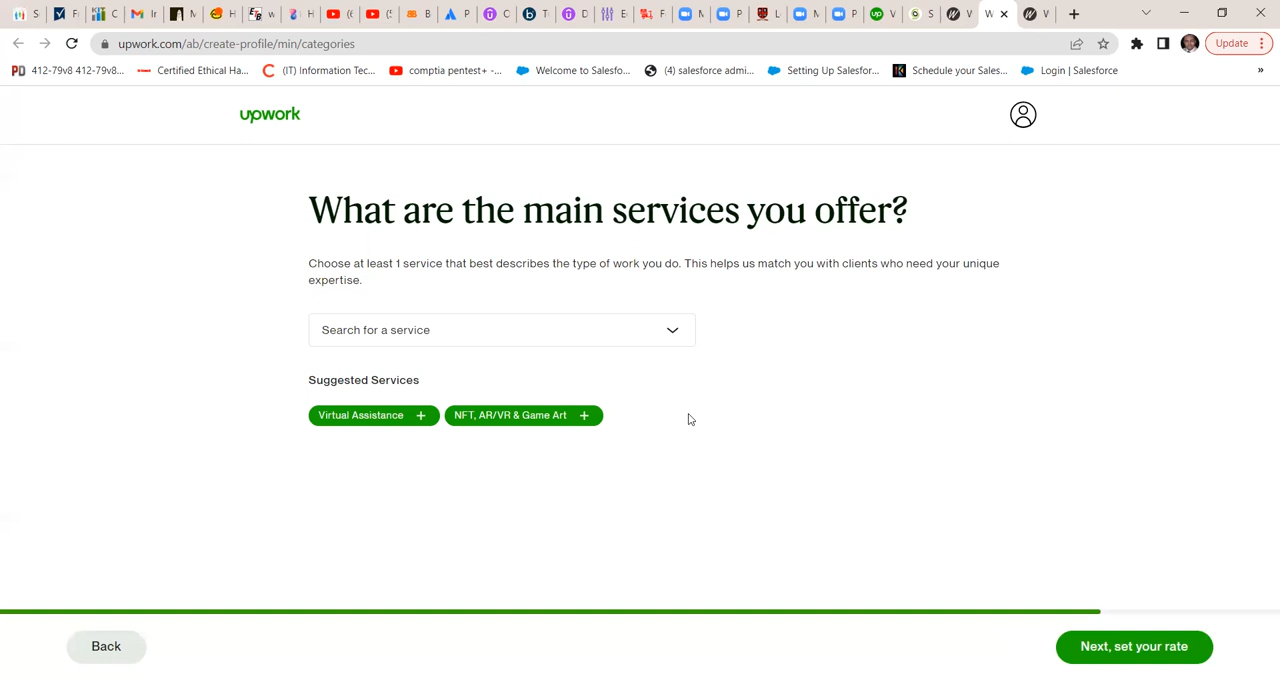 S
F
C
Ir
M
H
w
H
(6
(5
B
P
C
T
D
E
F
M
P
L
M
P
V
S
V
W
V
upwork.com/ab/create-profile/min/categories
Update
412-79v8 412-79v8...
Certified Ethical Ha...
(IT) Information Tec...
comptia pentest+ -...
Welcome to Salesfo...
(4) salesforce admi...
Setting Up Salesfor...
Schedule your Sales...
Login | Salesforce
»
upwork
What are the main services you offer?
Choose at least 1 service that best describes the type of work you do. This helps us match you with clients who need your unique
expertise.
Search for a service
Suggested Services
Virtual Assistance +
NFT, AR/VR & Game Art +
Back
Next, set your rate